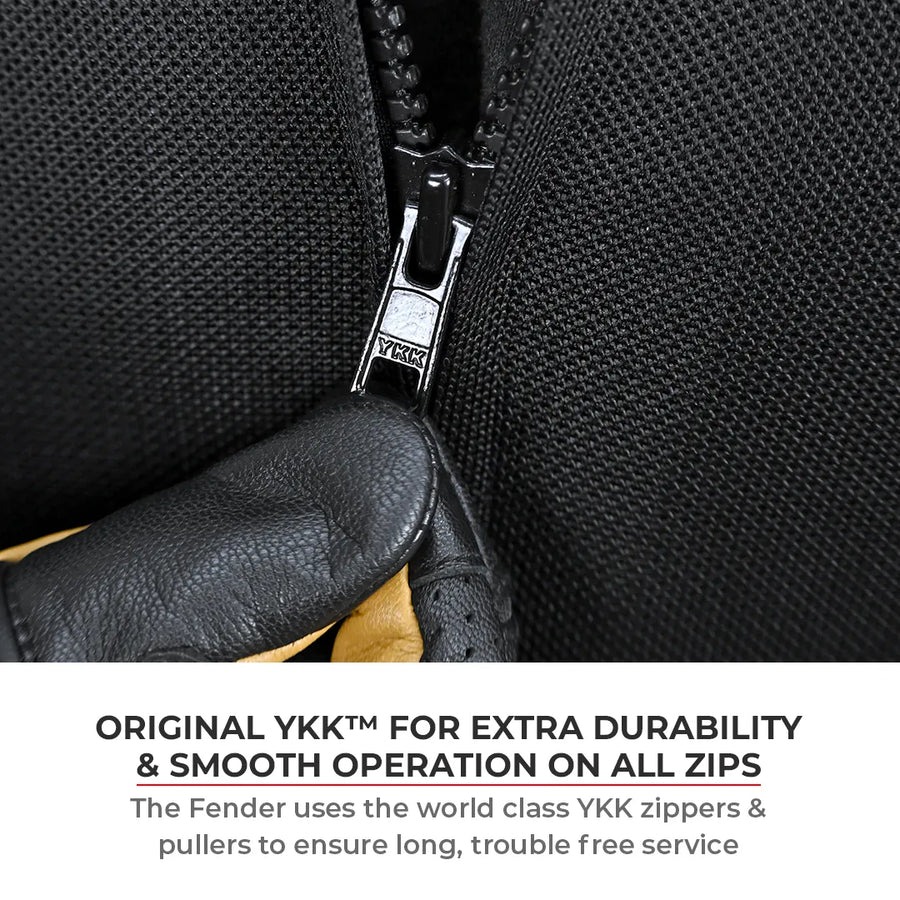 YKK
ORIGINAL YKK™ FOR EXTRA DURABILITY
& SMOOTH OPERATION ON ALL ZIPS
The Fender uses the world class YKK zippers &
pullers to ensure long, trouble free service